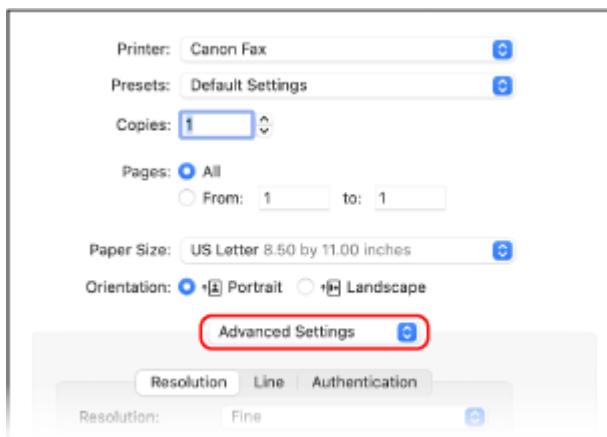 Printer: Canon Fax
Presets: Default Settings
Copies: 1
Pages: All
From: 1 to: 1
Paper Size: US Letter 8.50 by 11.00 inches
Orientation: Portrait Landscape
Advanced Settings
Resolution Line Authentication
Resolution: Fine